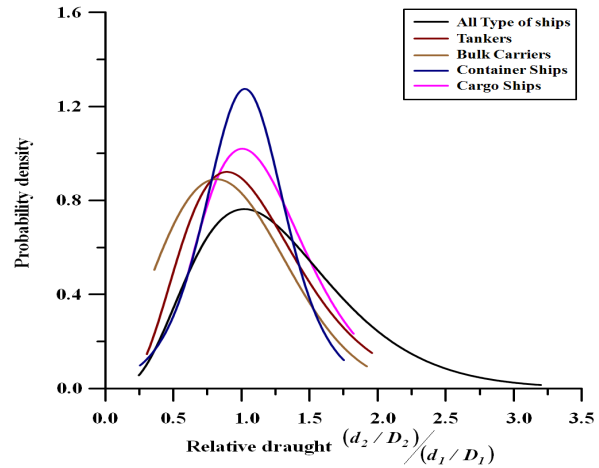 1.6
1.2
0.8
0.4
0.0
Probability density
All Type of ships
Tankers
Bulk Carriers
Container Ships
Cargo Ships
0.0 0.5 1.0 1.5 2.0 2.5 3.0 3.5
Relative draught (d2 / D2)/(d1 / D1)